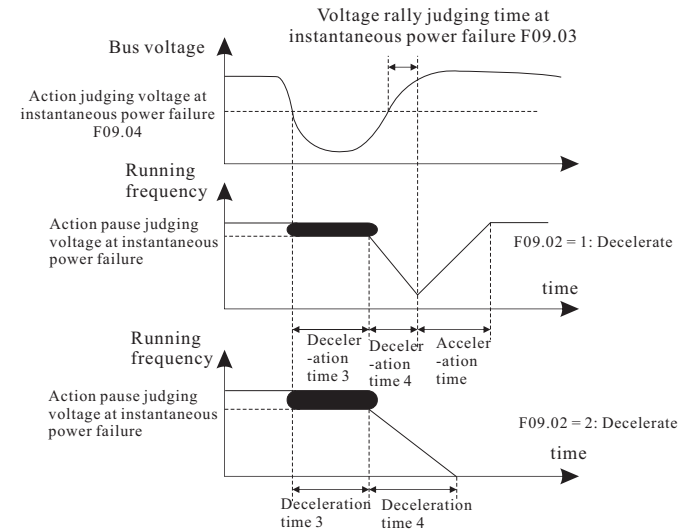 Voltage rally judging time at
instantaneous power failure F09.03
Bus voltage
Action judging voltage at
instantaneous power failure
F09.04
Running
frequency
Action pause judging
voltage at instantaneous
power failure
F09.02 = 1: Decelerate
time
Deceler
-ation
time 3
Deceler
-ation
time 4
Acceler
-ation
time
Running
frequency
Action pause judging
voltage at instantaneous
power failure
F09.02 = 2: Decelerate
time
Deceleration
time 3
Deceleration
time 4